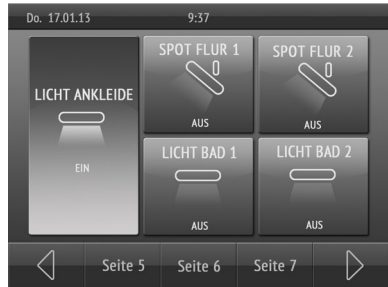 Do. 17.01.13 9:37
LICHT ANKLEIDE
EIN
SPOT FLUR 1
AUS
SPOT FLUR 2
AUS
LICHT BAD 1
AUS
LICHT BAD 2
AUS
Seite 5 Seite 6 Seite 7